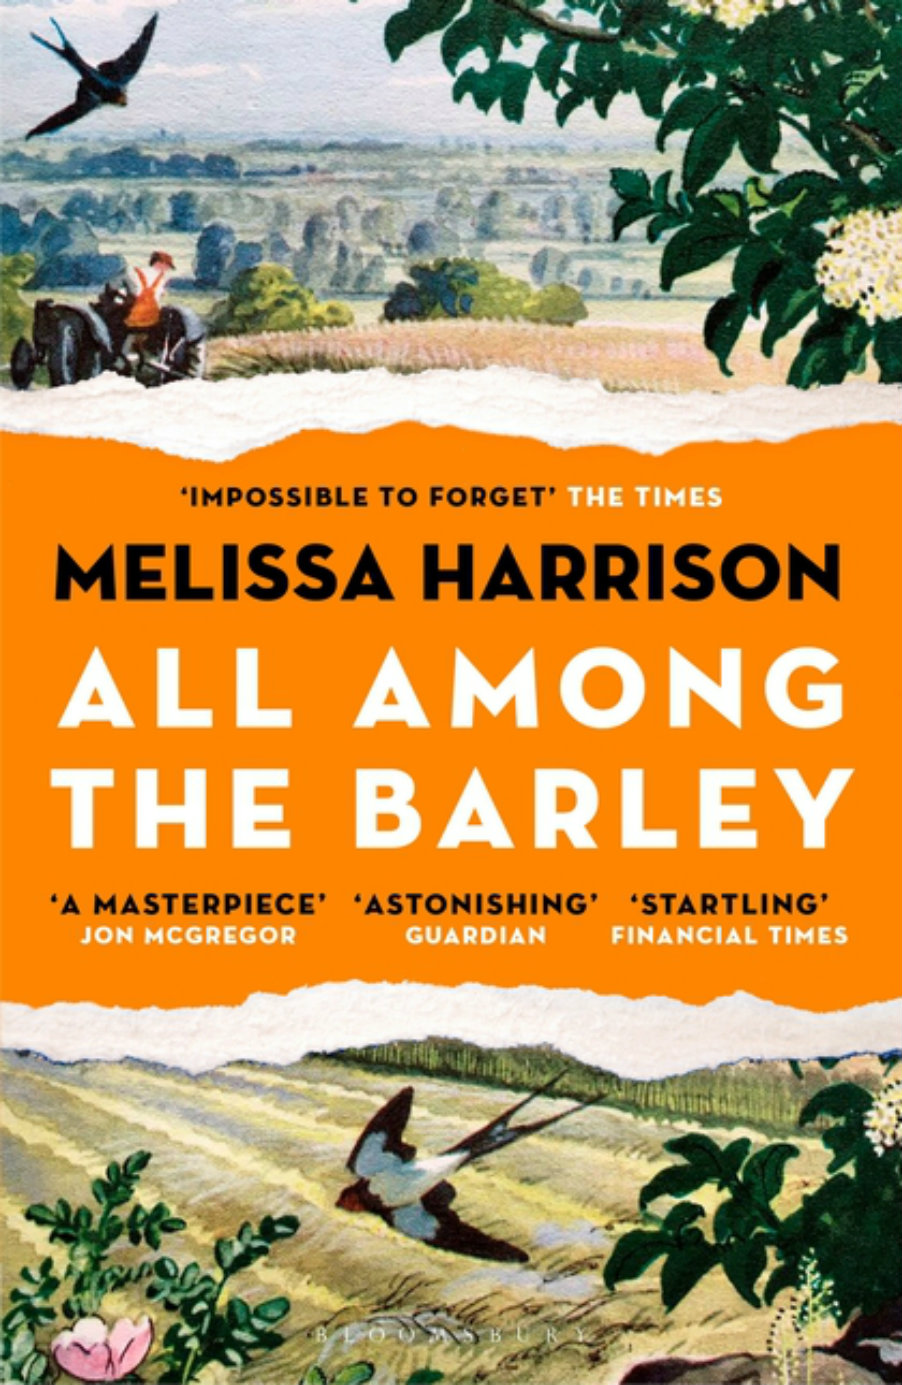 ‘IMPOSSIBLE TO FORGET’ THE TIMES
MELISSA HARRISON
ALL AMONG
THE BARLEY
‘A MASTERPIECE’ ‘ASTONISHING’ ‘STARTLING’
JON MCGREGOR GUARDIAN FINANCIAL TIMES
BLOOMSBURY